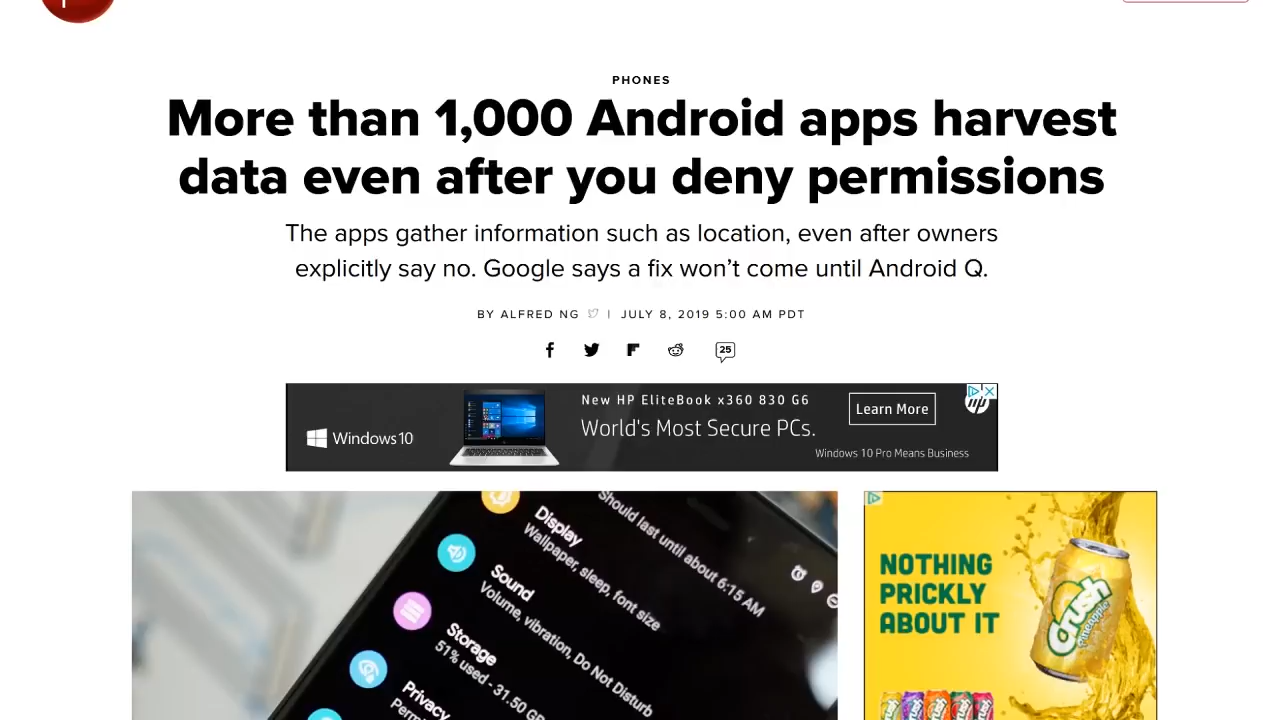 PHONES
More than 1,000 Android apps harvest
data even after you deny permissions
The apps gather information such as location, even after owners
explicitly say no. Google says a fix won’t come until Android Q.
BY ALFRED NG | JULY 8, 2019 5:00 AM PDT
25
Windows 10
New HP EliteBook x360 830 G6
World's Most Secure PCs.
Learn More
hp
Windows 10 Pro Means Business
Should last until about 6:15 AM
Display
Wallpaper, sleep, font size
Sound
Volume, vibration, Do Not Disturb
Storage
51% used - 31.50 GB
Privacy
NOTHING
PRICKLY
ABOUT IT
Crush
Pineapple